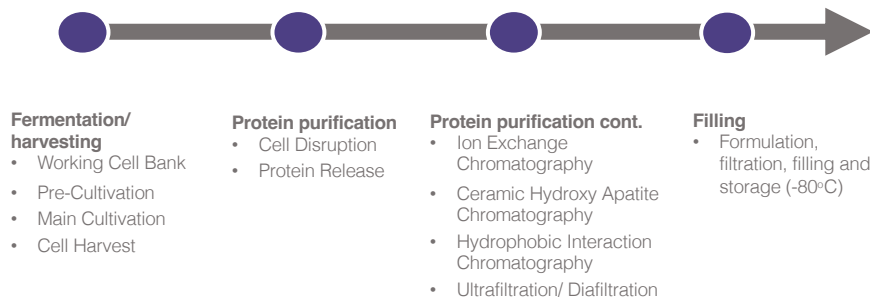 Fermentation/
harvesting
• Working Cell Bank
• Pre-Cultivation
• Main Cultivation
• Cell Harvest
Protein purification
• Cell Disruption
• Protein Release
Protein purification cont.
• Ion Exchange
Chromatography
• Ceramic Hydroxy Apatite
Chromatography
• Hydrophobic Interaction
Chromatography
• Ultrafiltration/ Diafiltration
Filling
• Formulation,
filtration, filling and
storage (-80°C)